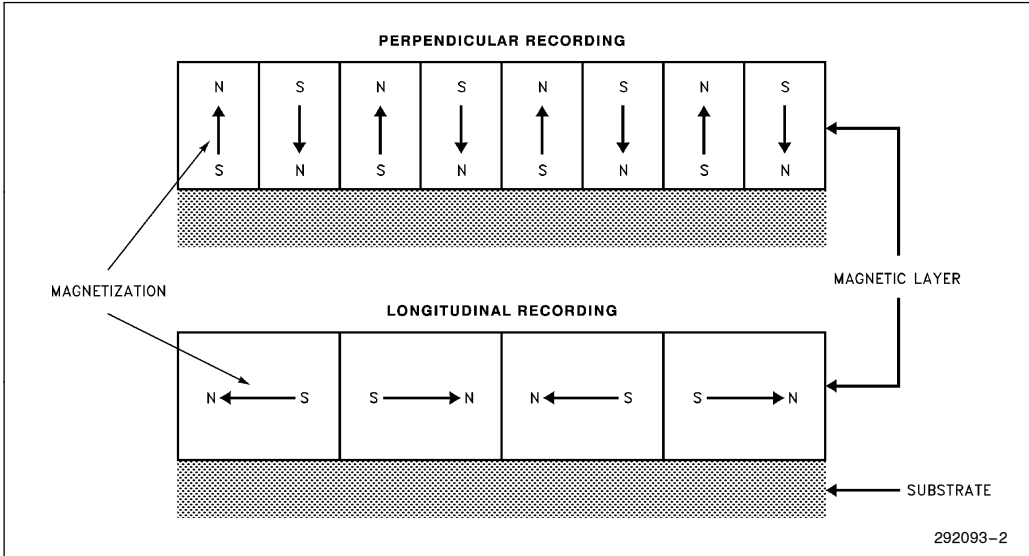 PERPENDICULAR RECORDING
N S N S N S N S
S N S N S N S N
MAGNETIC LAYER
MAGNETIZATION
LONGITUDINAL RECORDING
N S S N N S S N
SUBSTRATE
292093-2